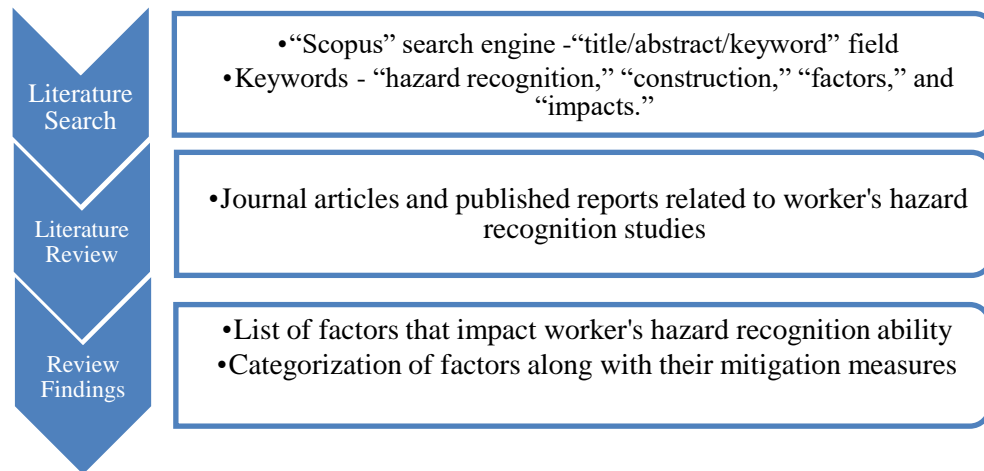 Literature
Search
•“Scopus” search engine -“title/abstract/keyword” field
•Keywords - “hazard recognition,” “construction,” “factors,” and
“impacts.”
Literature
Review
•Journal articles and published reports related to worker's hazard
recognition studies
Review
Findings
•List of factors that impact worker's hazard recognition ability
•Categorization of factors along with their mitigation measures